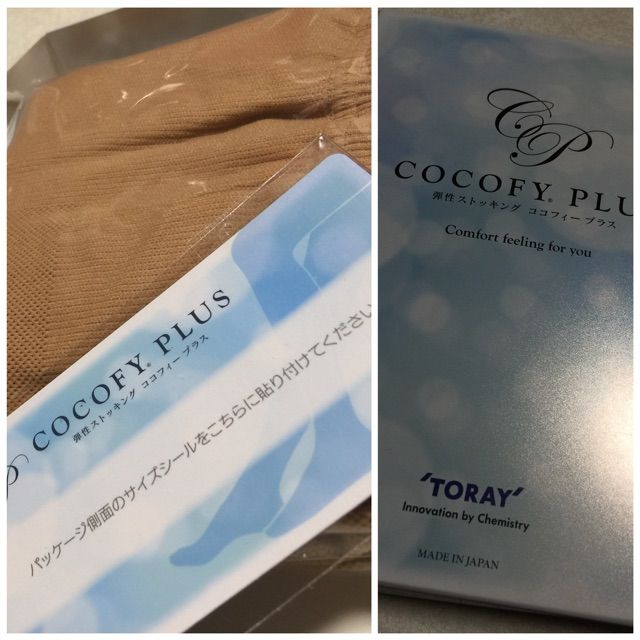 COCOFY® PLUS
弾性ストッキング ココフィー プラス
パッケージ側面のサイズシールをこちらに貼り付けてください
CP
COCOFY® PLU
弾性ストッキング ココフィー プラス
Comfort feeling for you
'TORAY'
Innovation by Chemistry
MADE IN JAPAN